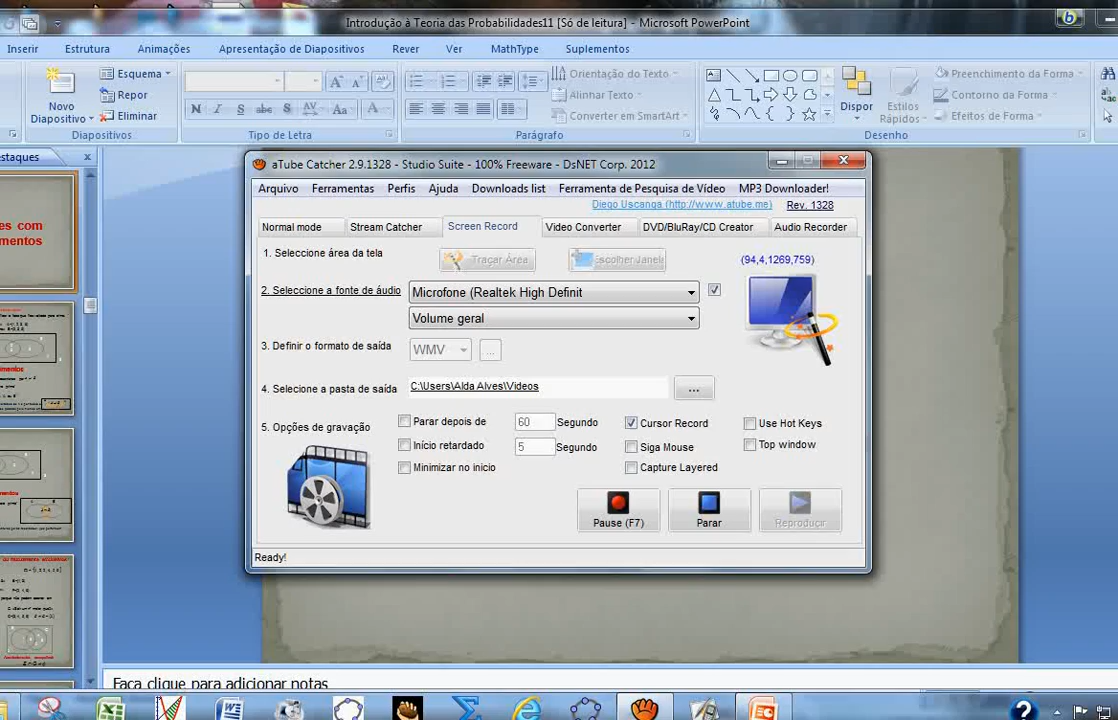 Introdução à Teoria das Probabilidades11 [Só de leitura] - Microsoft PowerPoint
Inserir Estrutura Animações Apresentação de Diapositivos Rever Ver MathType Suplementos
Novo Diapositivo
Esquema
Repor
Eliminar
Diapositivos
N I S abc S AV Aa A
Tipo de Letra
Orientação do Texto
Alinhar Texto
Converter em SmartArt
Parágrafo
Dispor
Estilos Rápidos
Preenchimento da Forma
Contorno da Forma
Efeitos de Forma
Desenho
estaques
es com
mentos
aTube Catcher 2.9.1328 - Studio Suite - 100% Freeware - DsNET Corp. 2012
Arquivo Ferramentas Perfis Ajuda Downloads list Ferramenta de Pesquisa de Vídeo MP3 Downloader!
Diego Uscanga (http://www.atube.me) Rev. 1328
Normal mode Stream Catcher Screen Record Video Converter DVD/BluRay/CD Creator Audio Recorder
1. Seleccione área da tela Traçar Área Escolher Janela (94,4,1269,759)
2. Seleccione a fonte de áudio Microfone (Realtek High Definit
Volume geral
3. Definir o formato de saída WMV ...
4. Selecione a pasta de saída C:\Users\Alda Alves\Videos ...
5. Opções de gravação
Parar depois de 60 Segundo Cursor Record Use Hot Keys
Início retardado 5 Segundo Siga Mouse Top window
Minimizar no inicio Capture Layered
Pause (F7) Parar Reproducir
Ready!
Faça clique para adicionar notas